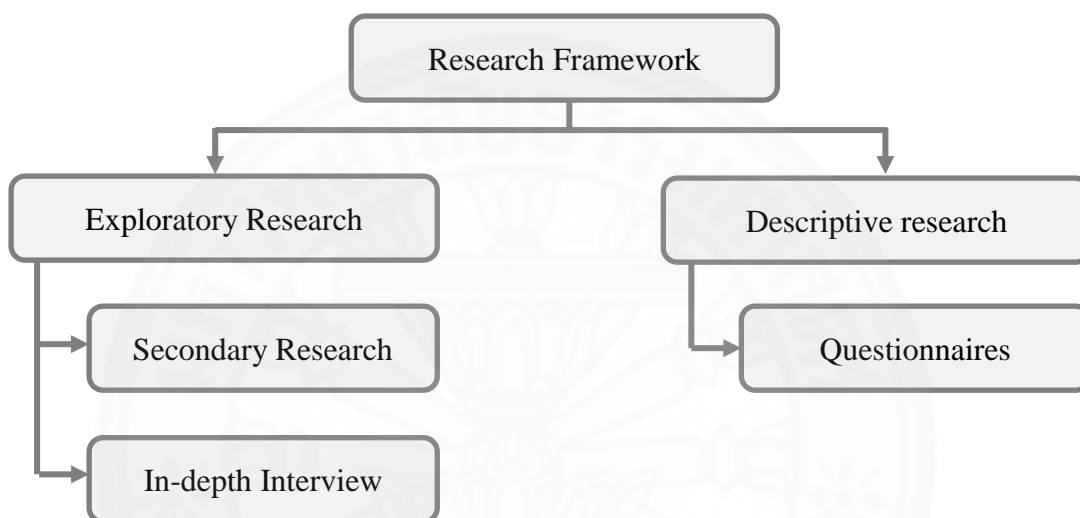 Research Framework
Exploratory Research
Descriptive research
Secondary Research
Questionnaires
In-depth Interview